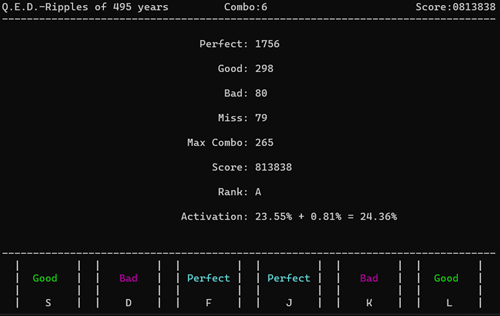 Q.E.D.-Ripples of 495 years Combo:6 Score:0813838
Perfect: 1756
Good: 298
Bad: 80
Miss: 79
Max Combo: 265
Score: 813838
Rank: A
Activation: 23.55% + 0.81% = 24.36%
Good Bad Perfect Perfect Bad Good
S D F J K L